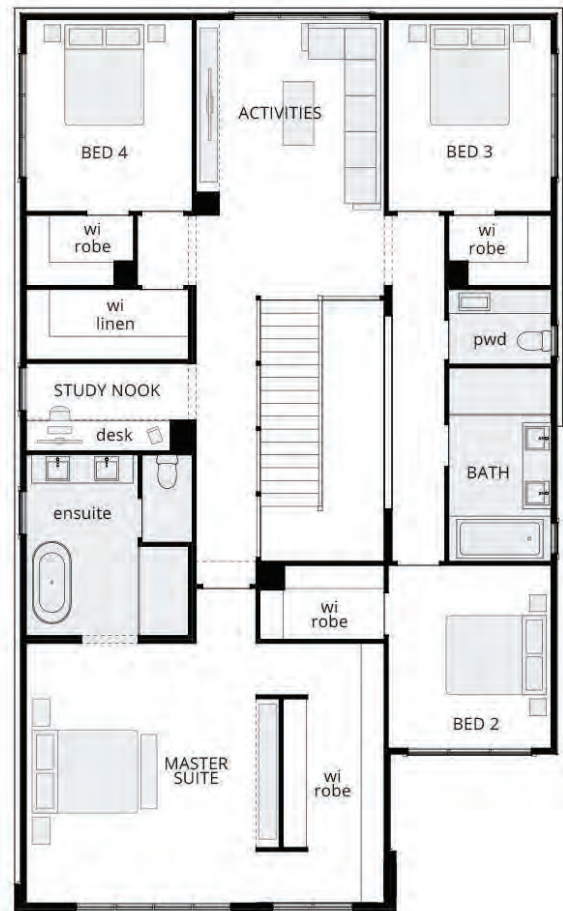 ACTIVITIES
BED 4
BED 3
wi
robe
wi
robe
wi
linen
pwd
STUDY NOOK
desk
BATH
ensuite
wi
robe
BED 2
MASTER
SUITE
wi
robe